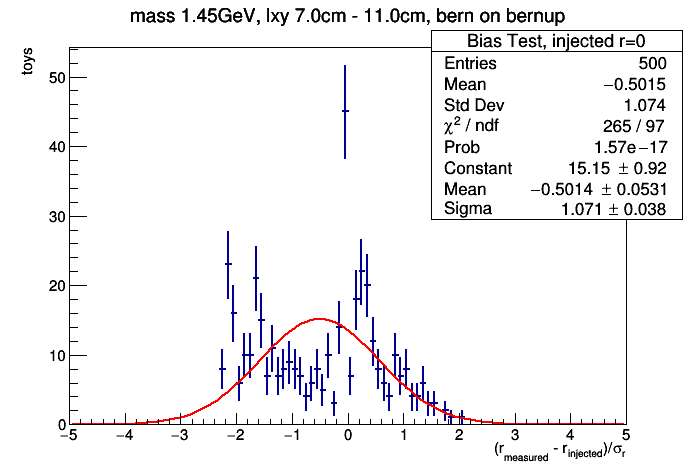 mass 1.45GeV, lxy 7.0cm - 11.0cm, bern on bernup
Bias Test, injected r=0
Entries 500
Mean −0.5015
Std Dev 1.074
χ² / ndf 265 / 97
Prob 1.57e−17
Constant 15.15 ± 0.92
Mean −0.5014 ± 0.0531
Sigma 1.071 ± 0.038
toys
50
40
30
20
10
0
−5 −4 −3 −2 −1 0 1 2 3 4 5
(r_measured - r_injected)/σ_r